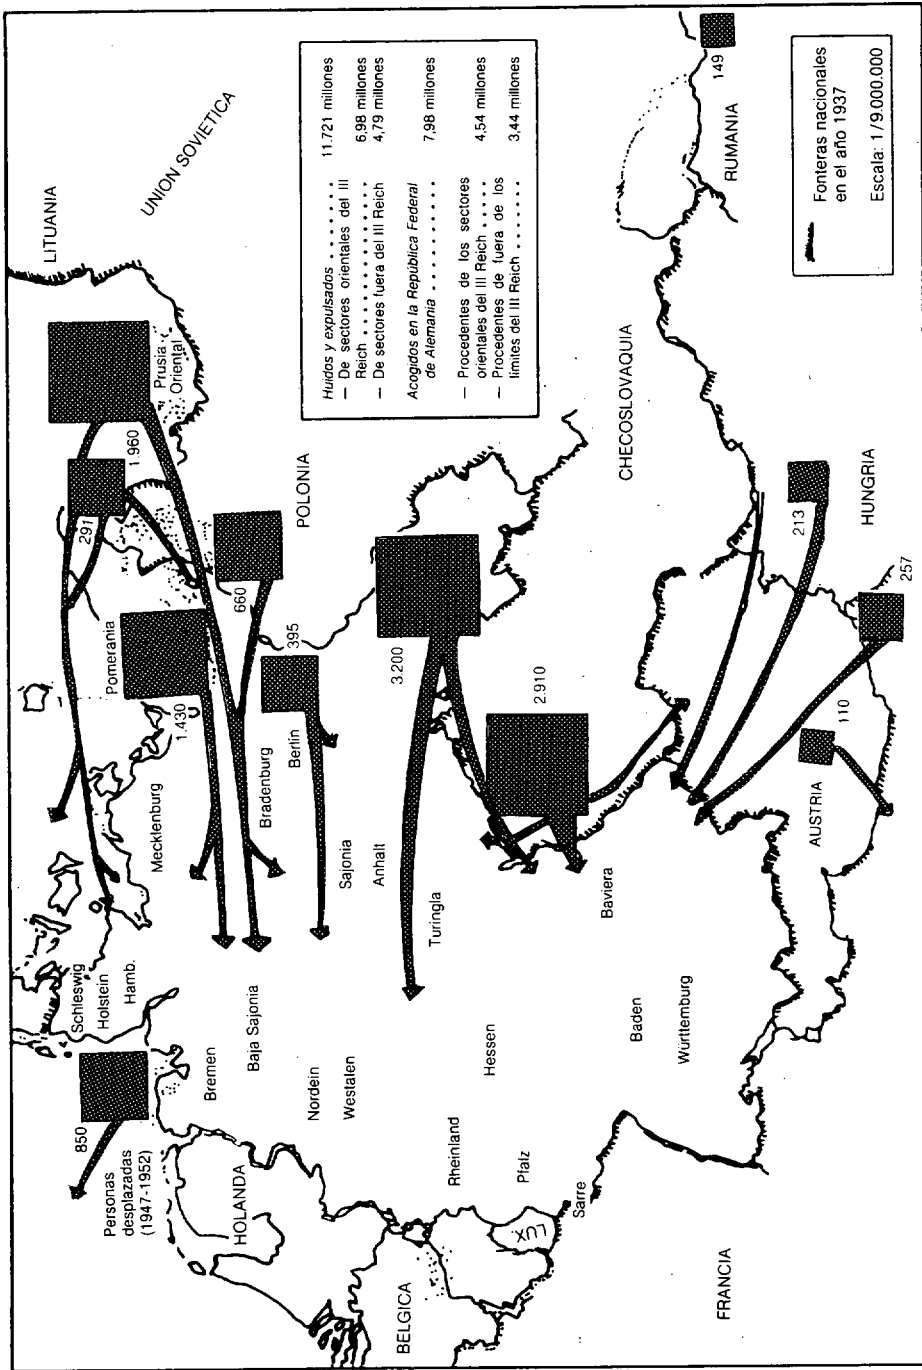 LITUANIA
UNION SOVIETICA
Prusia
Oriental
1.960
291
Pomerania
1.430
660
395
POLONIA
Mecklenburg
Bradenburg
Berlín
Schleswig
Holstein
Hamb.
850
Personas
desplazadas
(1947-1952)
Bremen
Baja Sajonia
Sajonia
Anhalt
3.200
Turingla
2.910
Nordein
Westalen
HOLANDA
Hessen
Rheinland
Pfalz
LUX.
BELGICA
Sarre
FRANCIA
Baden
Württemburg
Baviera
CHECOSLOVAQUIA
AUSTRIA
110
213
257
HUNGRIA
RUMANIA
149
Huidos y expulsados ........ 11.721 millones
— De sectores orientales del III
Reich ............ 6,98 millones
— De sectores fuera del III Reich 4,79 millones
Acogidos en la República Federal
de Alemania .......... 7,98 millones
— Procedentes de los sectores
orientales del III Reich ..... 4,54 millones
— Procedentes de fuera de los
límites del III Reich ...... 3,44 millones
Fonteras nacionales
en el año 1937
Escala: 1/9.000.000